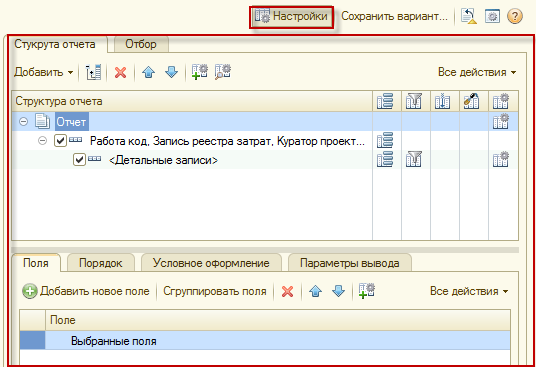 Настройки Сохранить вариант... ?
Стукрута отчета Отбор
Добавить Все действия
Структура отчета
Отчет
Работа код, Запись реестра затрат, Куратор проект...
<Детальные записи>
Поля Порядок Условное оформление Параметры вывода
Добавить новое поле Сгруппировать поля Все действия
Поле
Выбранные поля